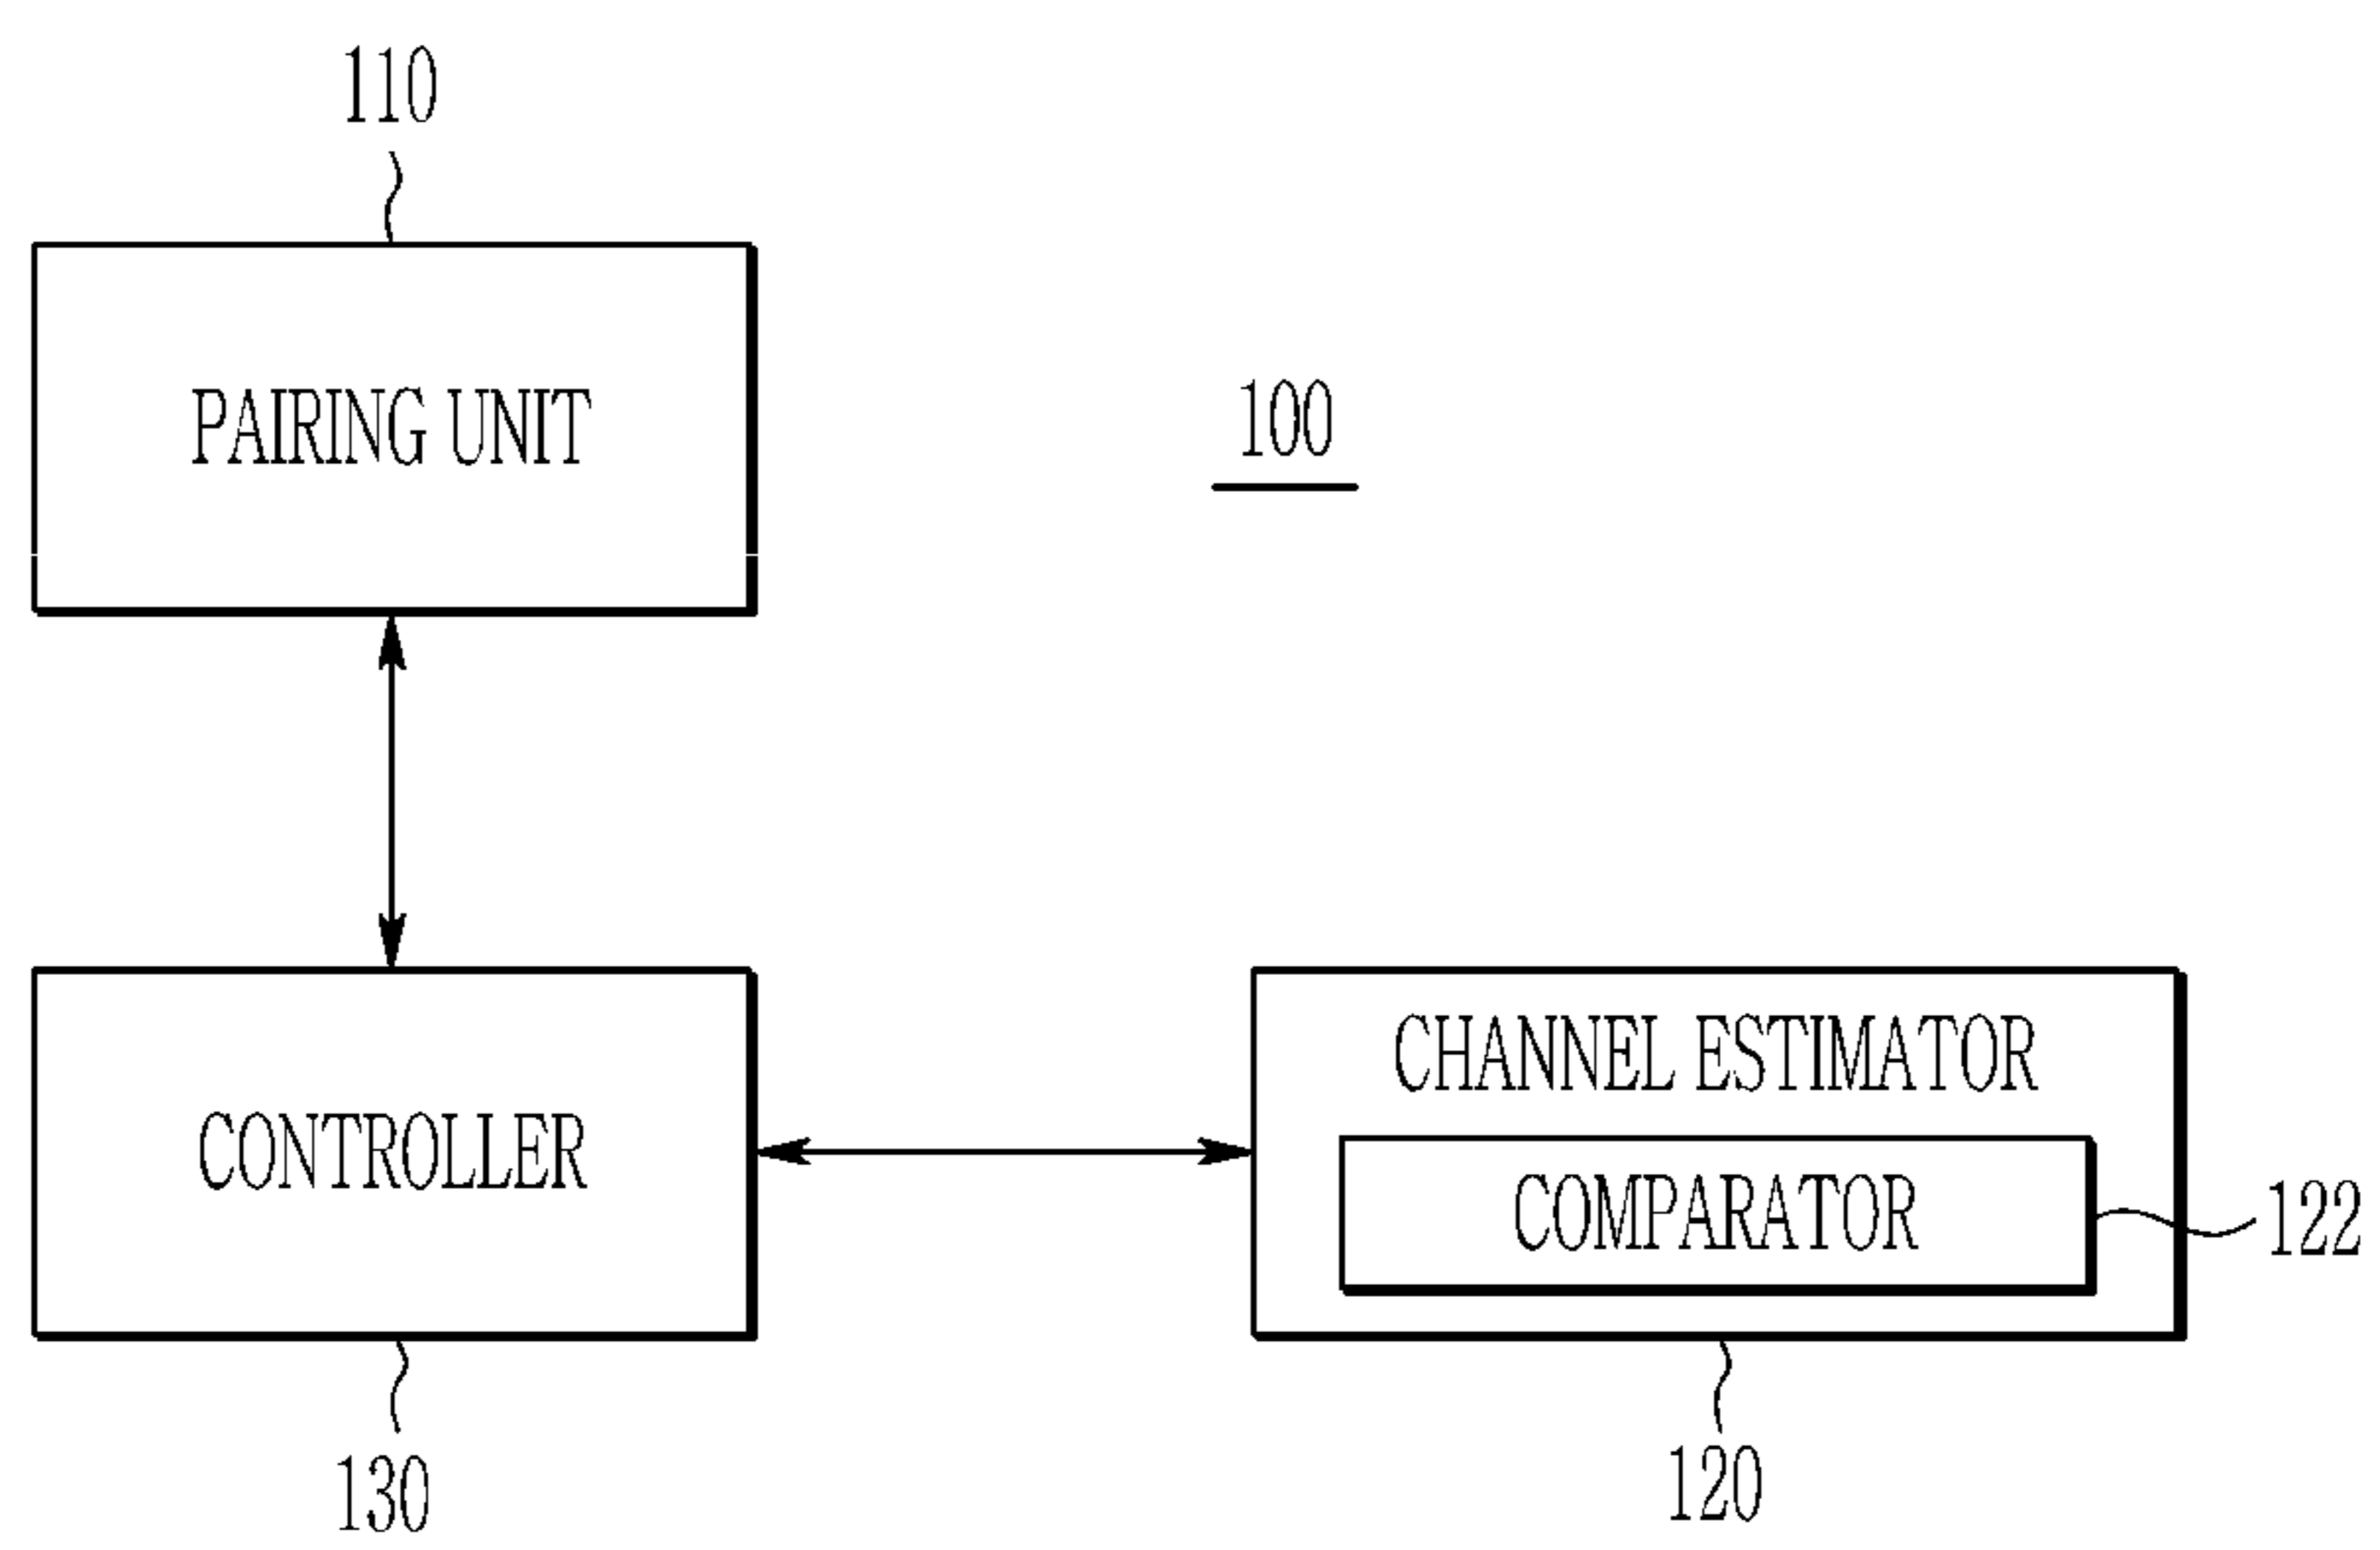 110
PAIRING UNIT
100
CHANNEL ESTIMATOR
CONTROLLER
COMPARATOR
122
130
120